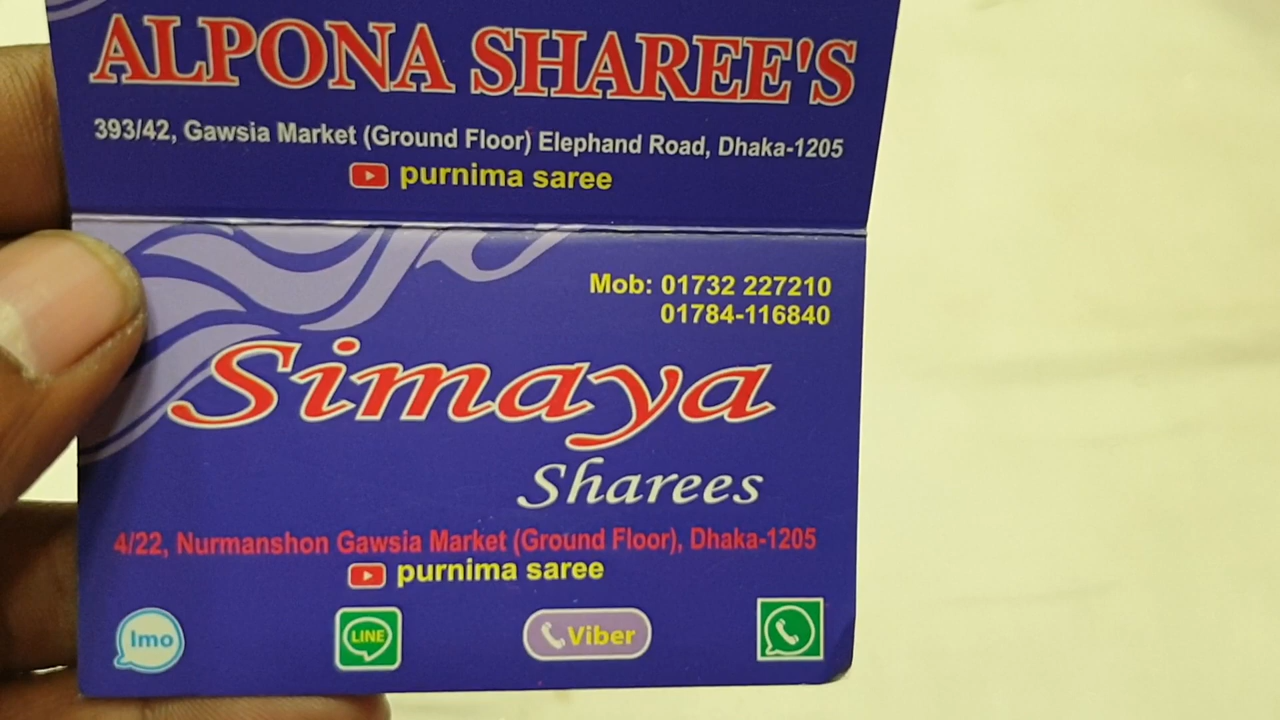 ALPONA SHAREE'S
393/42, Gawsia Market (Ground Floor) Elephand Road, Dhaka-1205
purnima saree
Mob: 01732 227210
01784-116840
Simaya
Sharees
4/22, Nurmanshon Gawsia Market (Ground Floor), Dhaka-1205
purnima saree
Imo LINE Viber